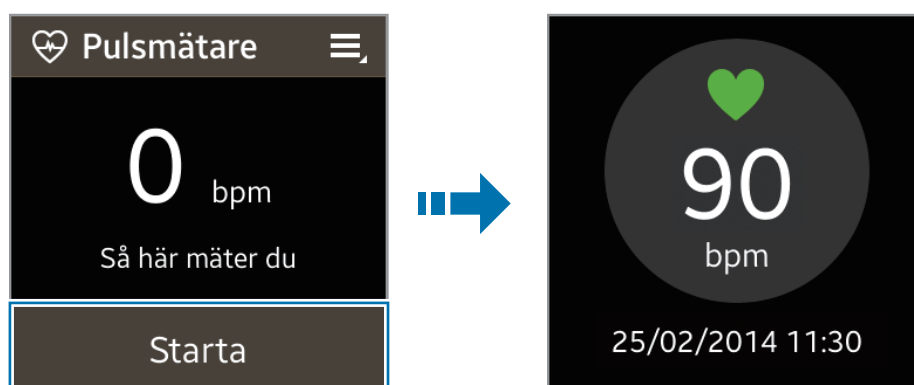 Pulsmätare
0 bpm
Så här mäter du
Starta
90
bpm
25/02/2014 11:30